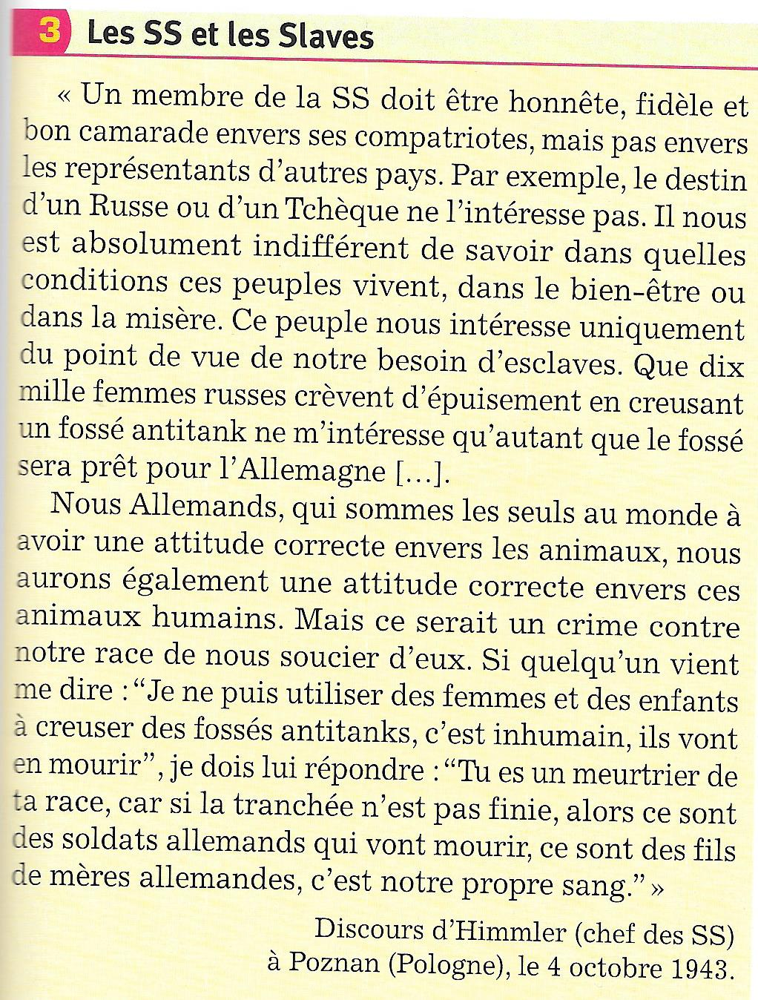 3 Les SS et les Slaves
« Un membre de la SS doit être honnête, fidèle et
bon camarade envers ses compatriotes, mais pas envers
les représentants d'autres pays. Par exemple, le destin
d'un Russe ou d'un Tchèque ne l'intéresse pas. Il nous
est absolument indifférent de savoir dans quelles
conditions ces peuples vivent, dans le bien-être ou
dans la misère. Ce peuple nous intéresse uniquement
du point de vue de notre besoin d'esclaves. Que dix
mille femmes russes crèvent d'épuisement en creusant
un fossé antitank ne m'intéresse qu'autant que le fossé
sera prêt pour l'Allemagne [...].
Nous Allemands, qui sommes les seuls au monde à
avoir une attitude correcte envers les animaux, nous
aurons également une attitude correcte envers ces
animaux humains. Mais ce serait un crime contre
notre race de nous soucier d'eux. Si quelqu'un vient
me dire : “Je ne puis utiliser des femmes et des enfants
à creuser des fossés antitanks, c'est inhumain, ils vont
en mourir”, je dois lui répondre : “Tu es un meurtrier de
ta race, car si la tranchée n'est pas finie, alors ce sont
des soldats allemands qui vont mourir, ce sont des fils
de mères allemandes, c'est notre propre sang.” »
Discours d'Himmler (chef des SS)
à Poznan (Pologne), le 4 octobre 1943.